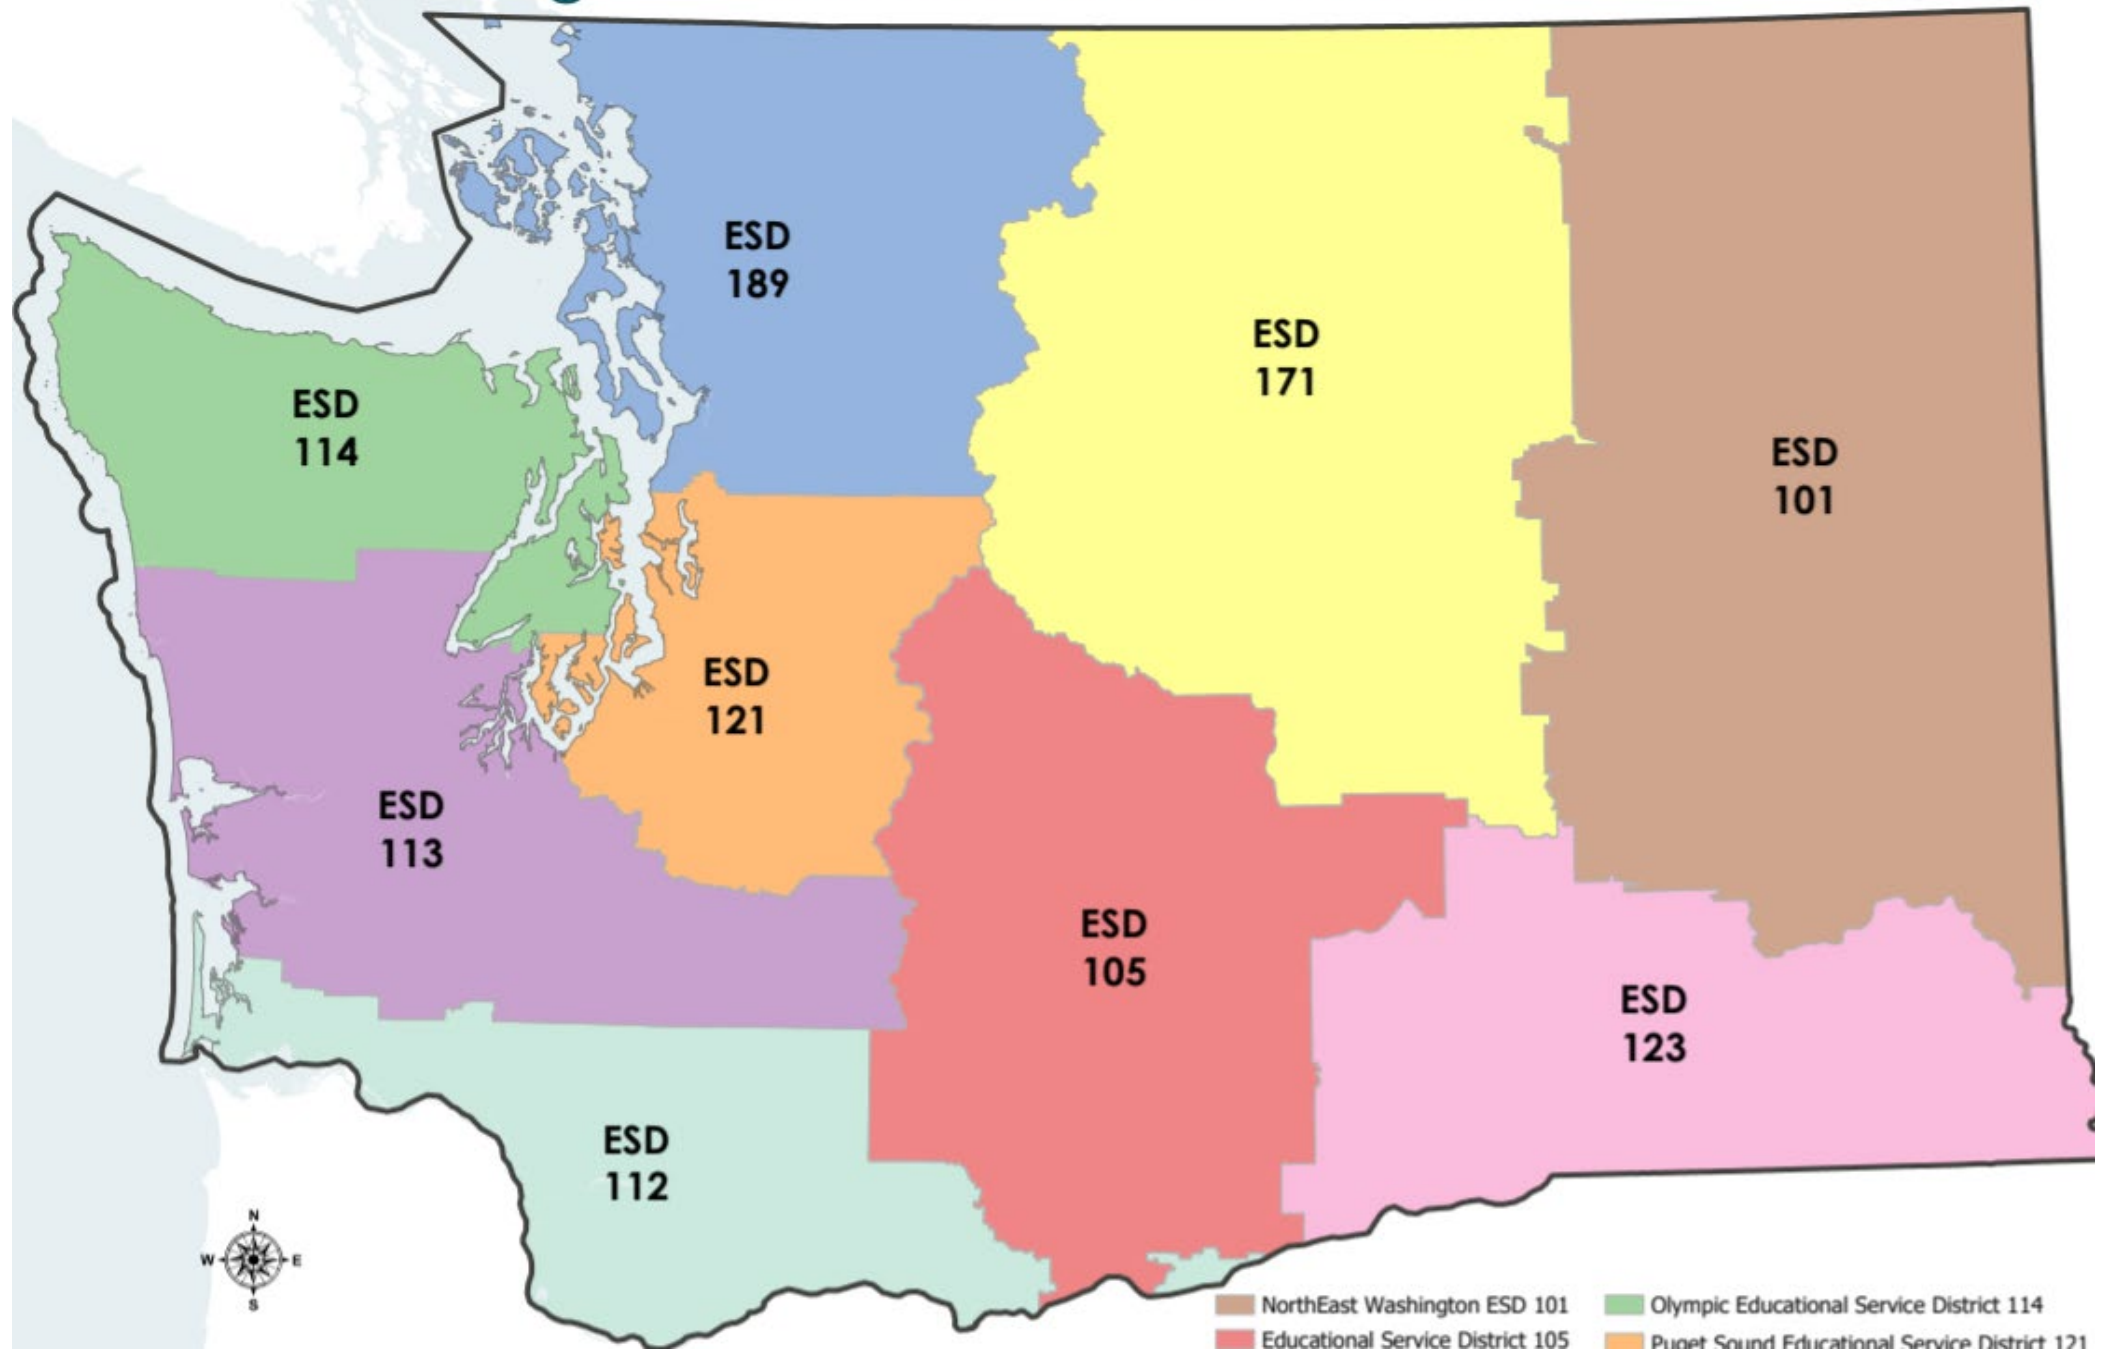 ESD
189
ESD
171
ESD
114
ESD
101
ESD
121
ESD
113
ESD
105
ESD
123
ESD
112
N
W E
S
NorthEast Washington ESD 101
Olympic Educational Service District 114
Educational Service District 105
Puget Sound Educational Service District 121